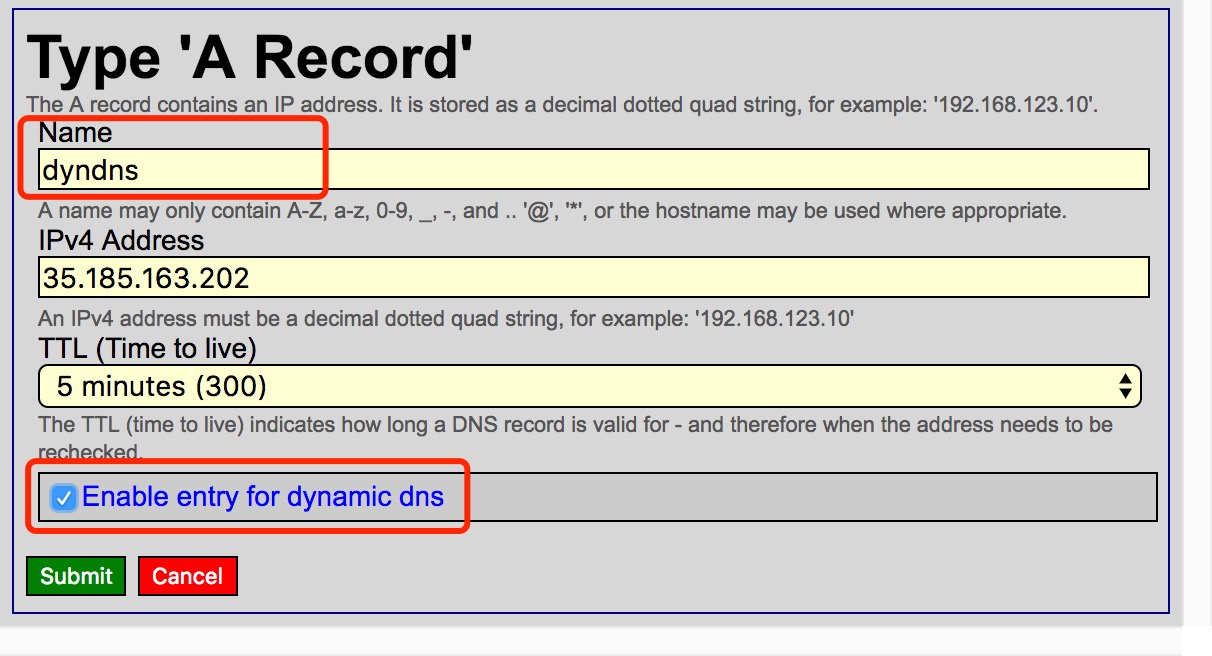 Type 'A Record'
The A record contains an IP address. It is stored as a decimal dotted quad string, for example: '192.168.123.10'.
Name
dyndns
A name may only contain A-Z, a-z, 0-9, _, -, and .. '@', '*', or the hostname may be used where appropriate.
IPv4 Address
35.185.163.202
An IPv4 address must be a decimal dotted quad string, for example: '192.168.123.10'
TTL (Time to live)
5 minutes (300)
The TTL (time to live) indicates how long a DNS record is valid for - and therefore when the address needs to be
rechecked.
Enable entry for dynamic dns
Submit Cancel